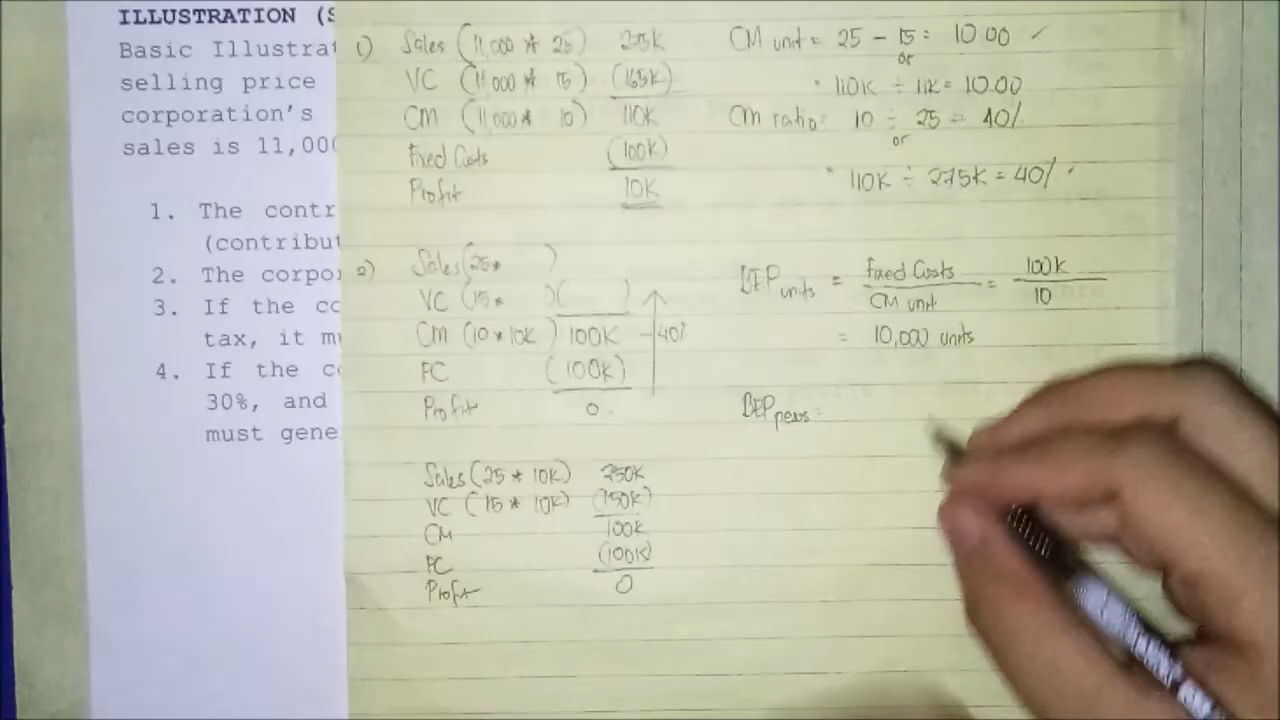 ILLUSTRATION (S
Basic Illustrat
selling price
corporation's
sales is 11,000
1. The contr
(contribut
2. The corpo
3. If the co
tax, it mu
4. If the co
30%, and
must gene
1) Sales (11,000 * 25) 275K
VC (11,000 * 15) (165K)
CM (11,000 * 10) 110K
Fixed Costs (100K)
Profit 10K
CM unit = 25 - 15 = 10.00
or
110K ÷ 11K = 10.00
CM ratio: 10 ÷ 25 = 40%
or
110K ÷ 275K = 40%
2) Sales (25* )
VC (15* ) ( )
CM (10*10K) 100K 40%
FC (100K)
Profit 0
BEP units = Fixed Costs / CM unit = 100K / 10
= 10,000 units
BEP pesos =
Sales (25 * 10K) 250K
VC (15 * 10K) (150K)
CM 100K
FC (100K)
Profit 0